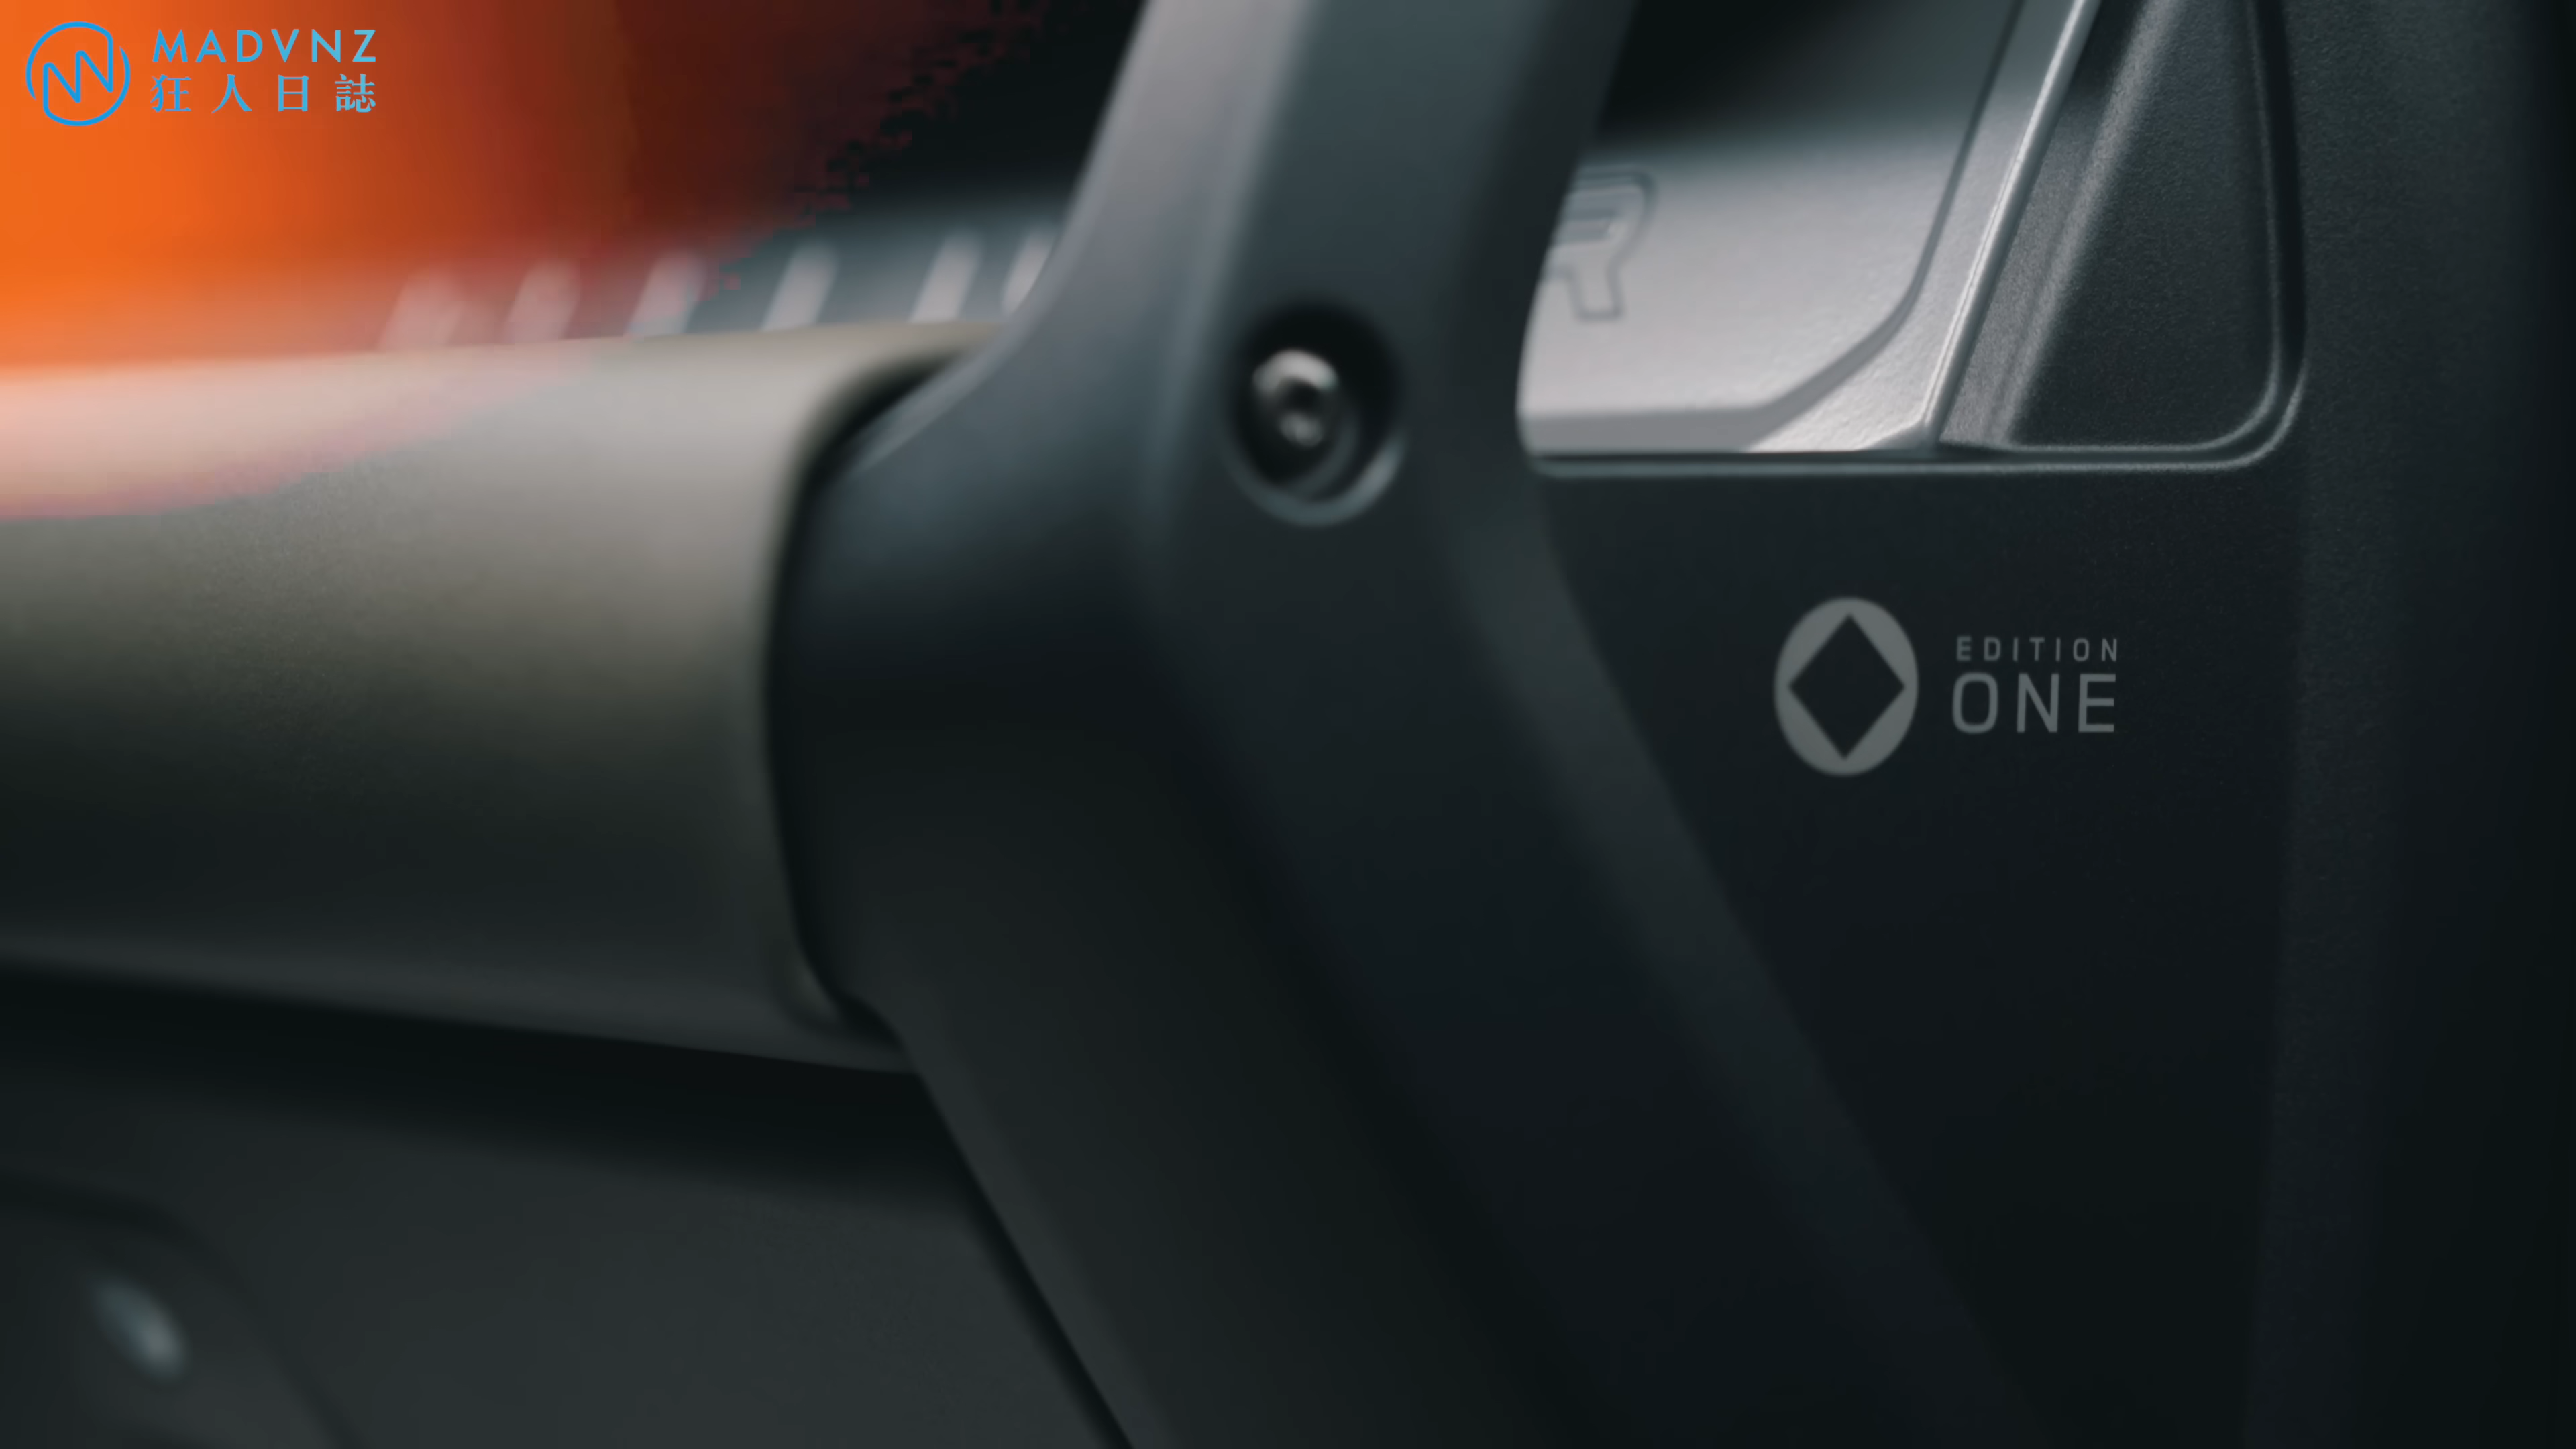 MADVNZ
狂人日誌
R
EDITION
ONE